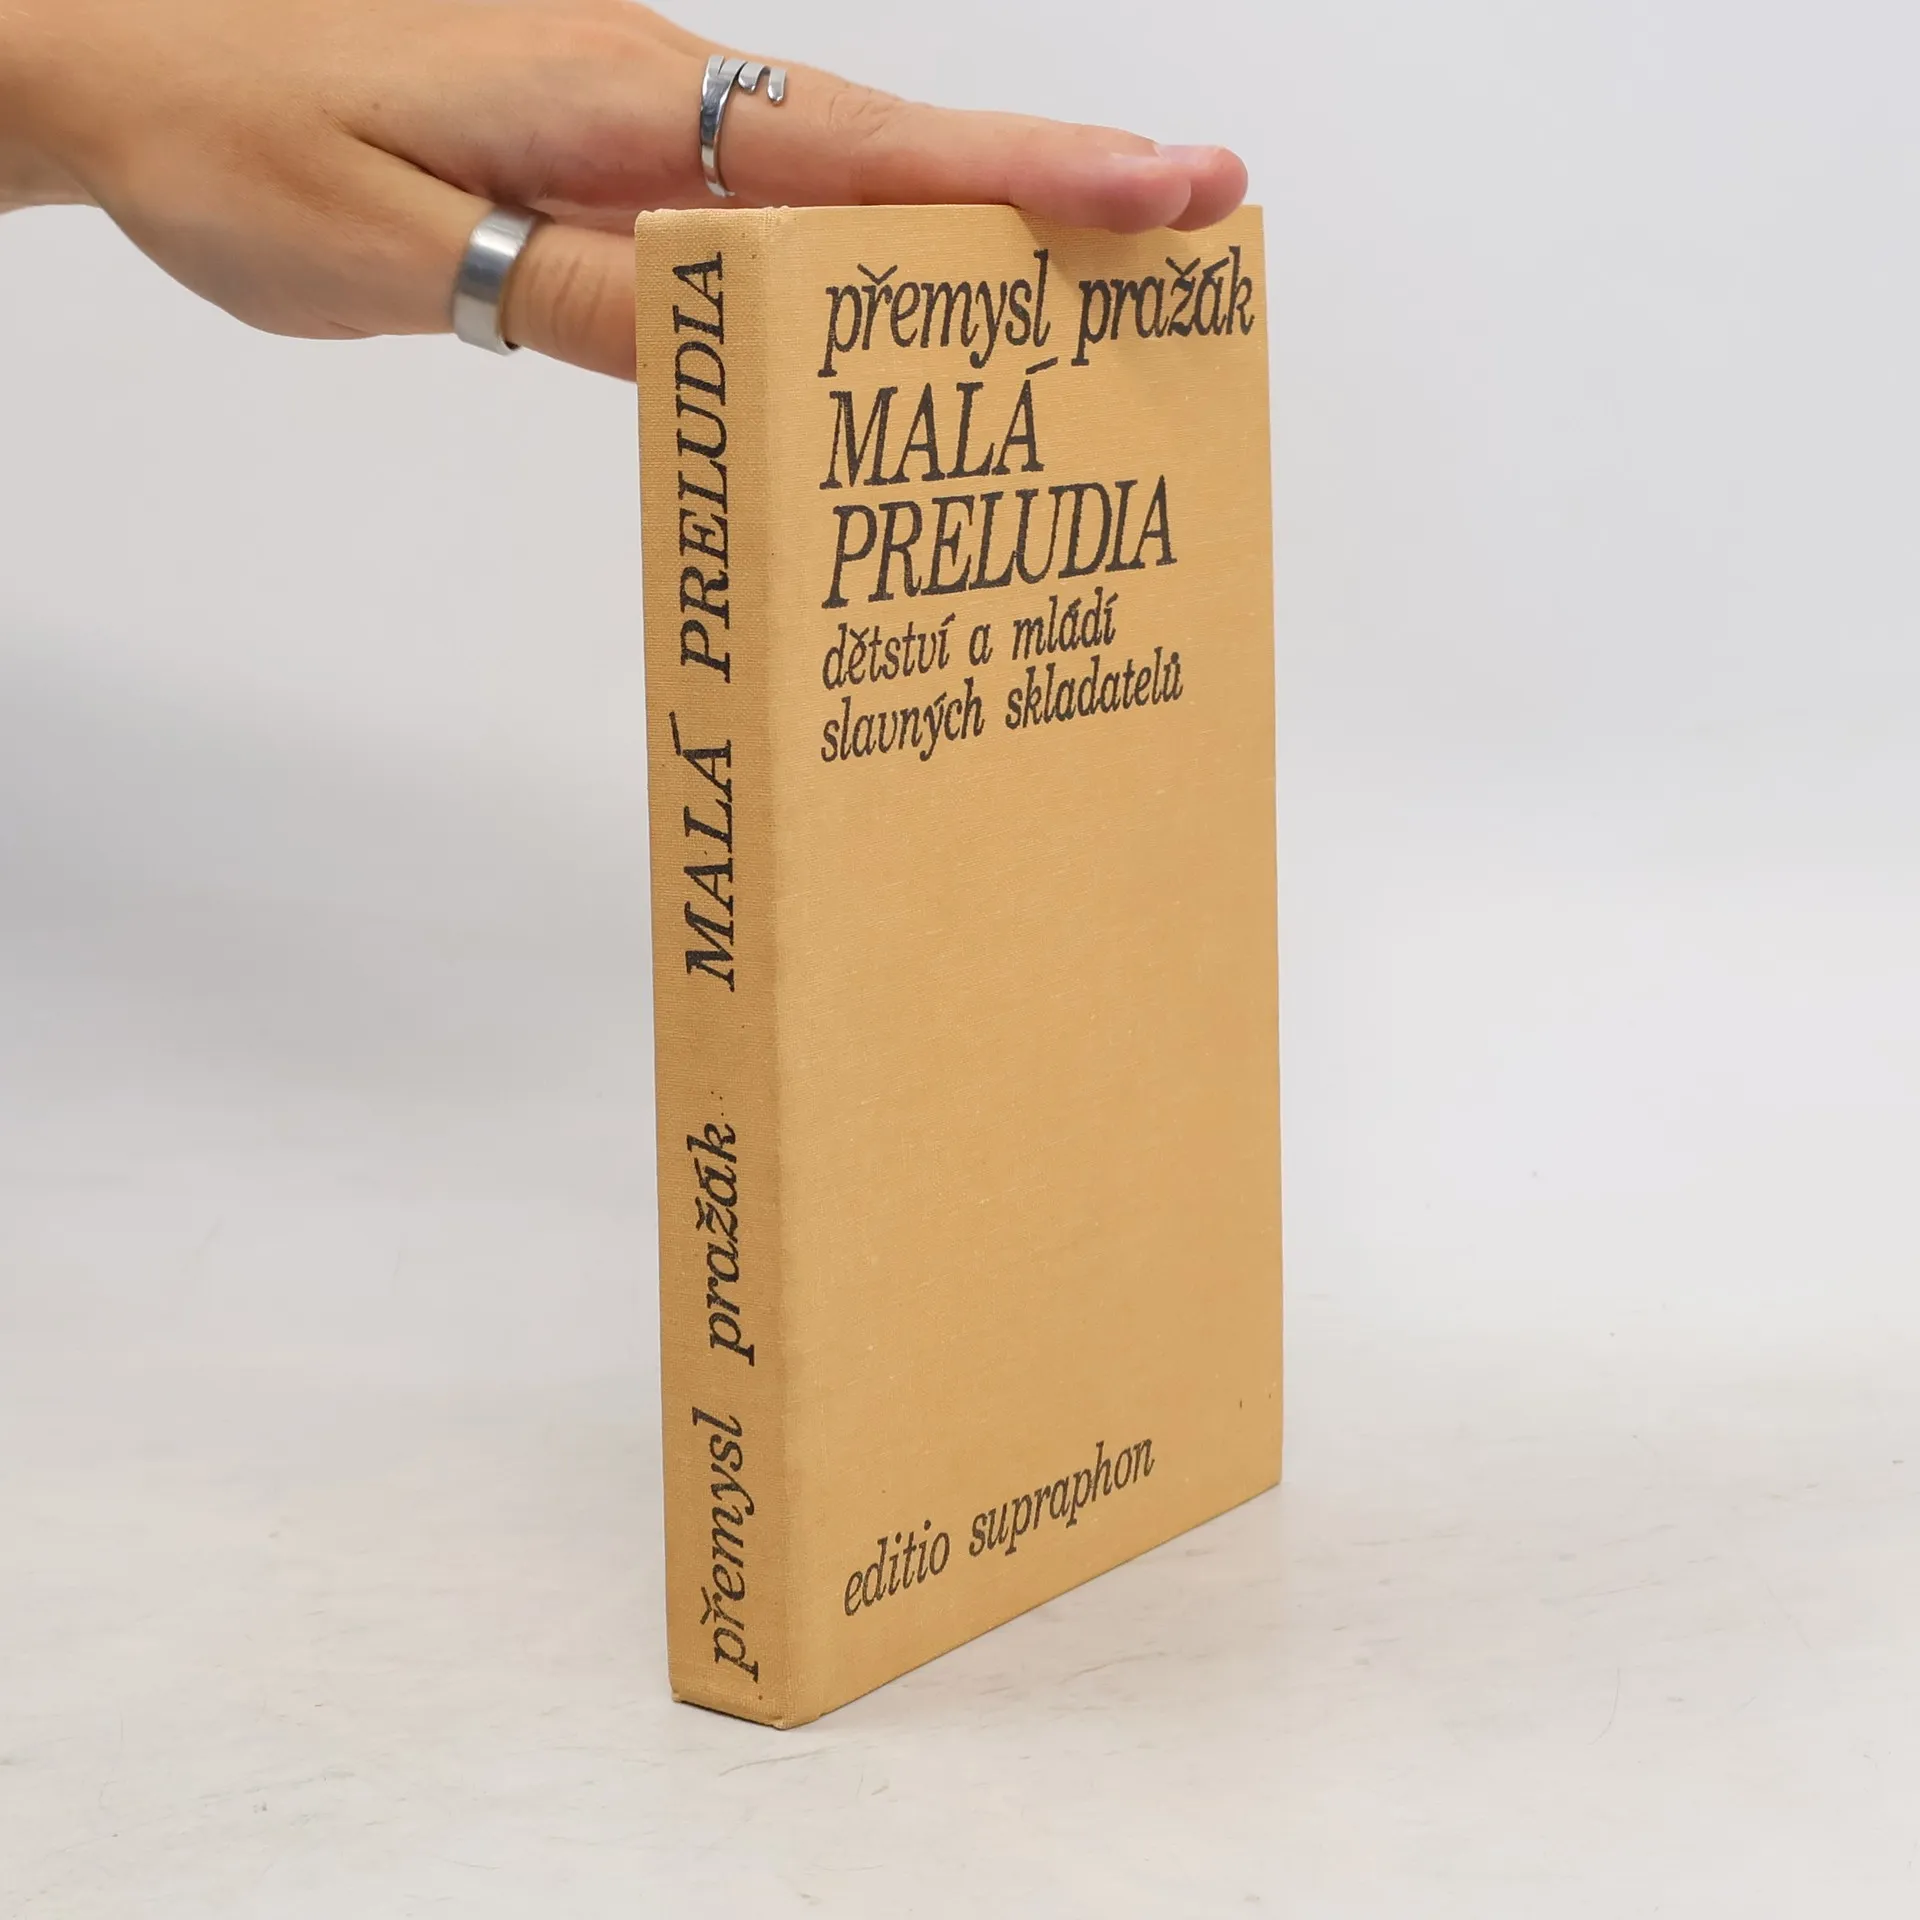 přemysl pražák
MALÁ
PRELUDIA
dětství a mládí
slavných skladatelů
editio supraphon
přemysl pražák MALÁ PRELUDIA